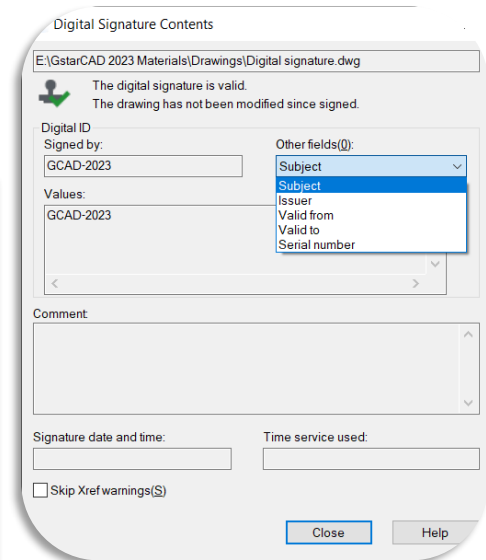 Digital Signature Contents
E:\GstarCAD 2023 Materials\Drawings\Digital signature.dwg
The digital signature is valid.
The drawing has not been modified since signed.
Digital ID
Signed by:
Other fields(0):
GCAD-2023
Subject
Subject
Issuer
Valid from
Valid to
Serial number
Values:
GCAD-2023
Comment:
Signature date and time:
Time service used:
Skip Xref warnings(S)
Close
Help